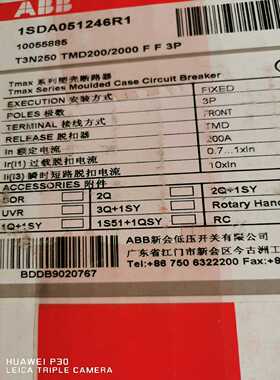 ABB
1SDA051246R1
10055885
T3N250 TMD200/2000 F F 3P
Tmax 系列塑壳断路器
Tmax Series Moulded Case Circuit Breaker
EXECUTION 安装方式 FIXED
POLES 极数 3P
TERMINAL 接线方式 FRONT
RELEASE 脱扣器 TMD
In 额定电流 200A
Ir(I1) 过载脱扣电流 0.7...1xIn
Ir(I3) 瞬时短路脱扣电流 10xIn
ACCESSORIES 附件
SOR 2Q 2Q+1SY
UVR 3Q+1SY Rotary Hand
1Q+1SY 1S51+1QSY RC
ABB新会低压开关有限公司
广东省江门市新会区今古洲工
Tel:+86 750 6322200 Fax:+86
BDDB9020767
HUAWEI P30
LEICA TRIPLE CAMERA